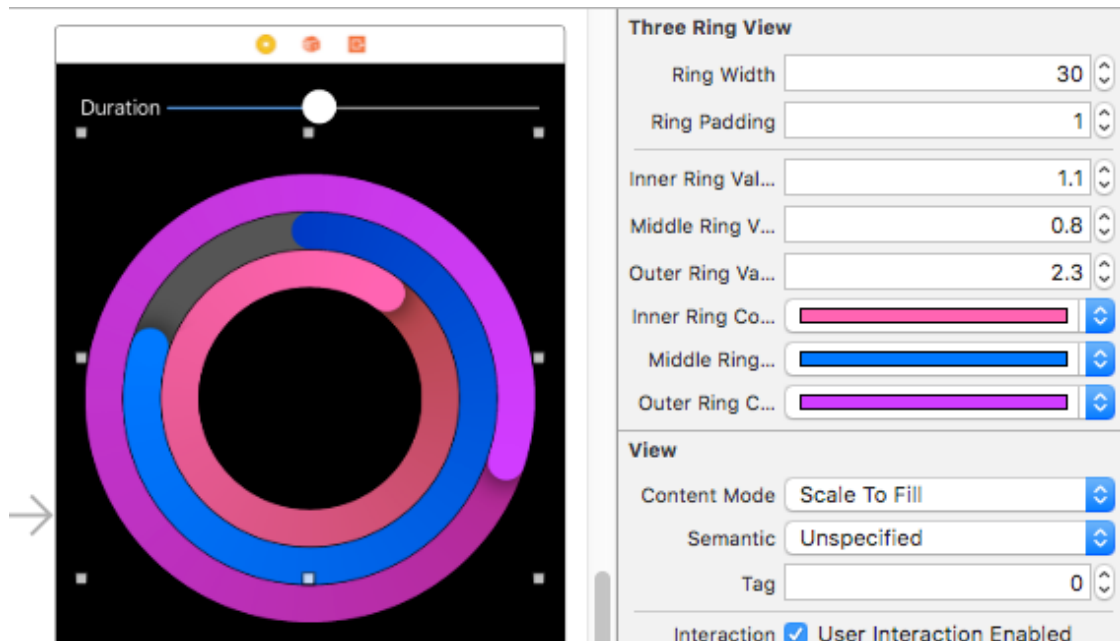 Duration
Three Ring View
Ring Width 30
Ring Padding 1
Inner Ring Val... 1.1
Middle Ring V... 0.8
Outer Ring Va... 2.3
Inner Ring Co...
Middle Ring...
Outer Ring C...
View
Content Mode Scale To Fill
Semantic Unspecified
Tag 0
Interaction User Interaction Enabled